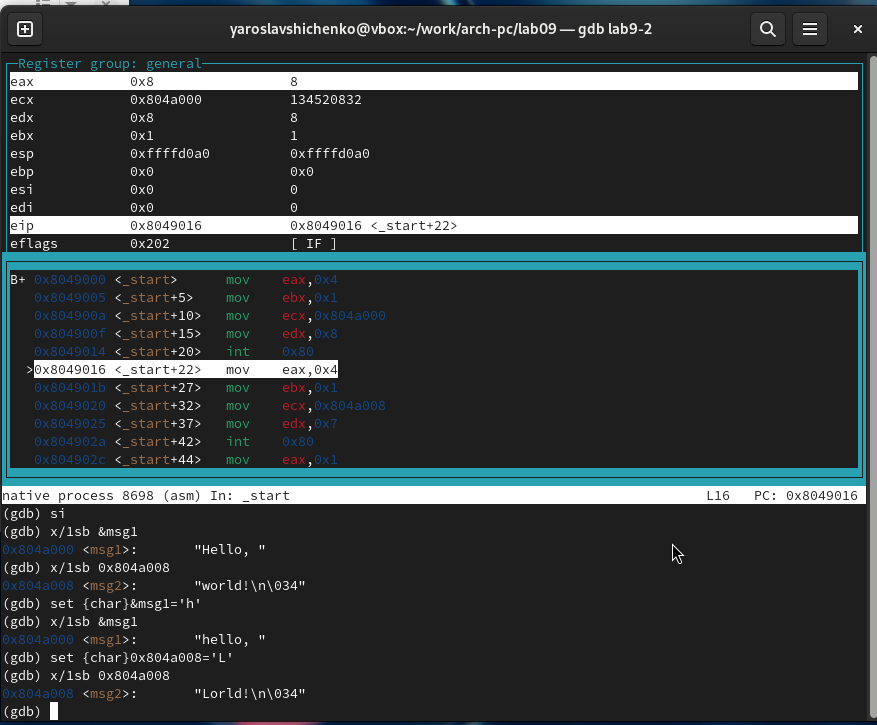 yaroslavshichenko@vbox:~/work/arch-pc/lab09 — gdb lab9-2
Register group: general
eax 0x8 8
ecx 0x804a000 134520832
edx 0x8 8
ebx 0x1 1
esp 0xffffd0a0 0xffffd0a0
ebp 0x0 0x0
esi 0x0 0
edi 0x0 0
eip 0x8049016 0x8049016 <_start+22>
eflags 0x202 [ IF ]
B+ 0x8049000 <_start> mov eax,0x4
0x8049005 <_start+5> mov ebx,0x1
0x804900a <_start+10> mov ecx,0x804a000
0x804900f <_start+15> mov edx,0x8
0x8049014 <_start+20> int 0x80
>0x8049016 <_start+22> mov eax,0x4
0x804901b <_start+27> mov ebx,0x1
0x8049020 <_start+32> mov ecx,0x804a008
0x8049025 <_start+37> mov edx,0x7
0x804902a <_start+42> int 0x80
0x804902c <_start+44> mov eax,0x1
native process 8698 (asm) In: _start L16 PC: 0x8049016
(gdb) si
(gdb) x/1sb &msg1
0x804a000 <msg1>: "Hello, "
(gdb) x/1sb 0x804a008
0x804a008 <msg2>: "world!\n\034"
(gdb) set {char}&msg1='h'
(gdb) x/1sb &msg1
0x804a000 <msg1>: "hello, "
(gdb) set {char}0x804a008='L'
(gdb) x/1sb 0x804a008
0x804a008 <msg2>: "Lorld!\n\034"
(gdb)